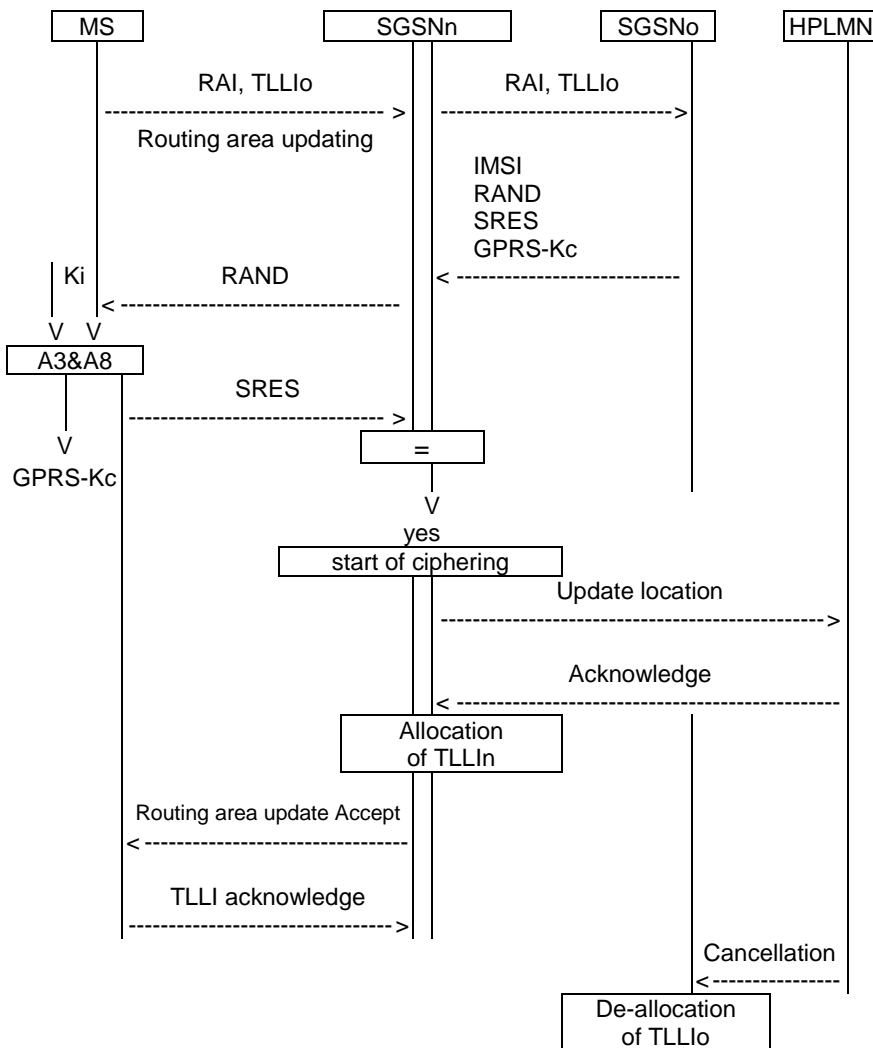 MS SGSNn SGSNo HPLMN
RAI, TLLIo RAI, TLLIo
Routing area updating
IMSI
RAND
SRES
GPRS-Kc
Ki RAND
V V
A3&A8
SRES
V =
GPRS-Kc
V
yes
start of ciphering
Update location
Acknowledge
Allocation
of TLLIn
Routing area update Accept
TLLI acknowledge
Cancellation
De-allocation
of TLLIo